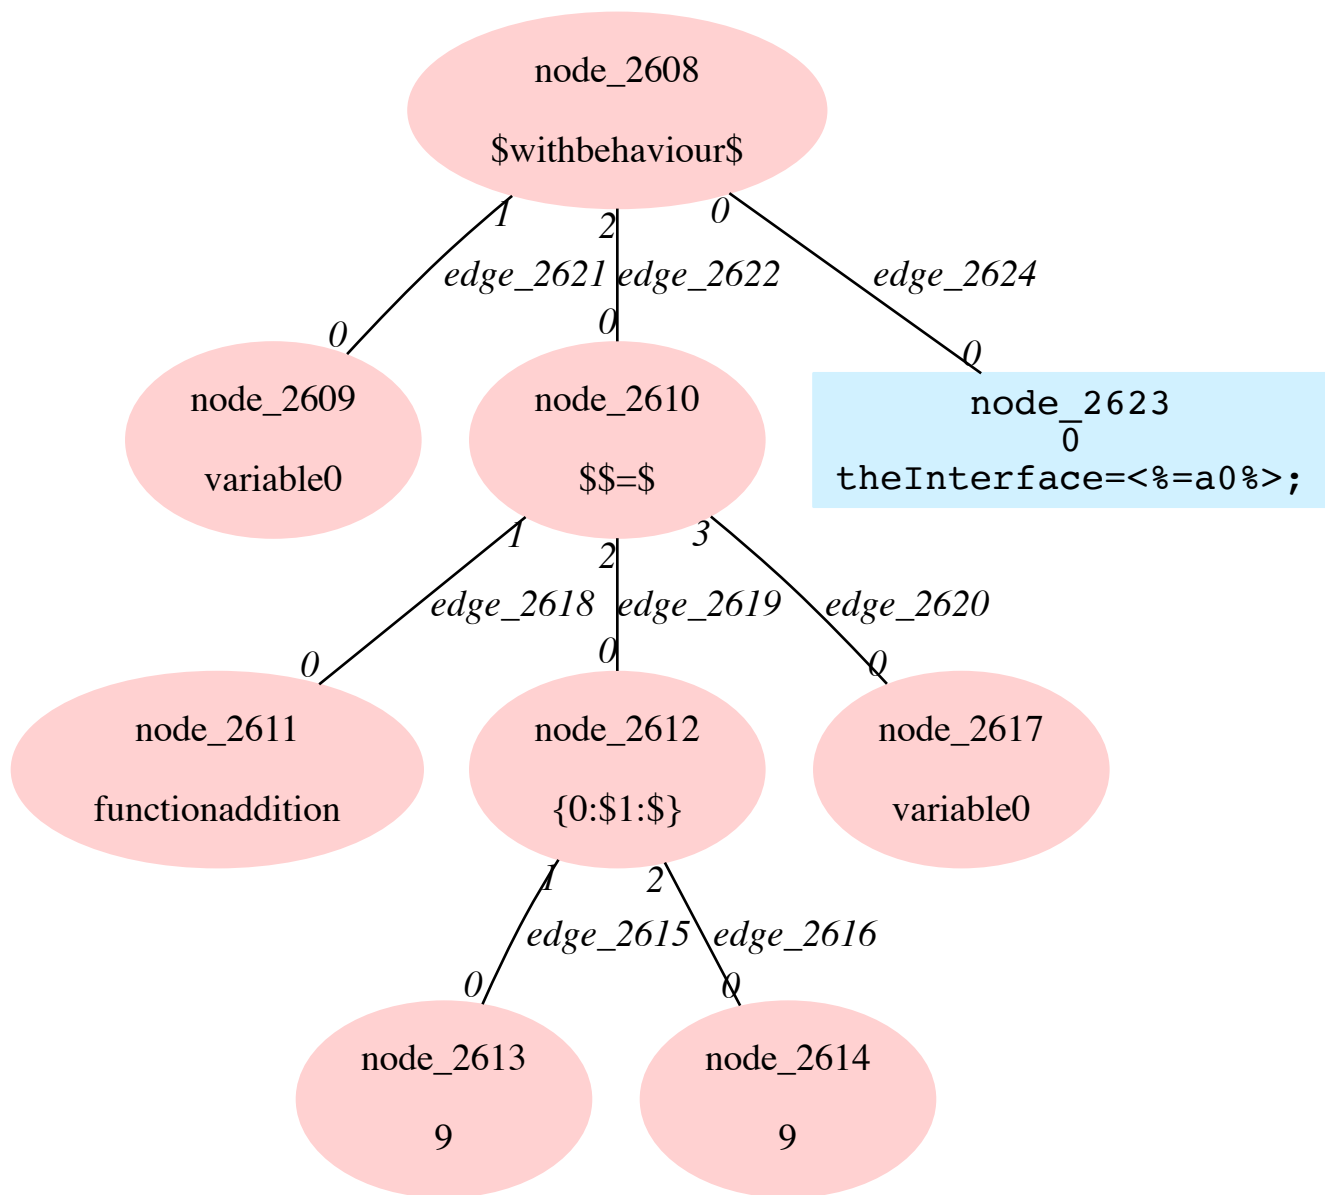 node_2608
$withbehaviour$
1
2
0
edge_2621
edge_2622
edge_2624
0
0
0
node_2609
variable0
node_2610
$$=$
node_2623
0
theInterface=<%=a0%>;
1
2
3
edge_2618
edge_2619
edge_2620
0
0
0
node_2611
functionaddition
node_2612
{0:$1:$}
node_2617
variable0
1
2
edge_2615
edge_2616
0
0
node_2613
9
node_2614
9